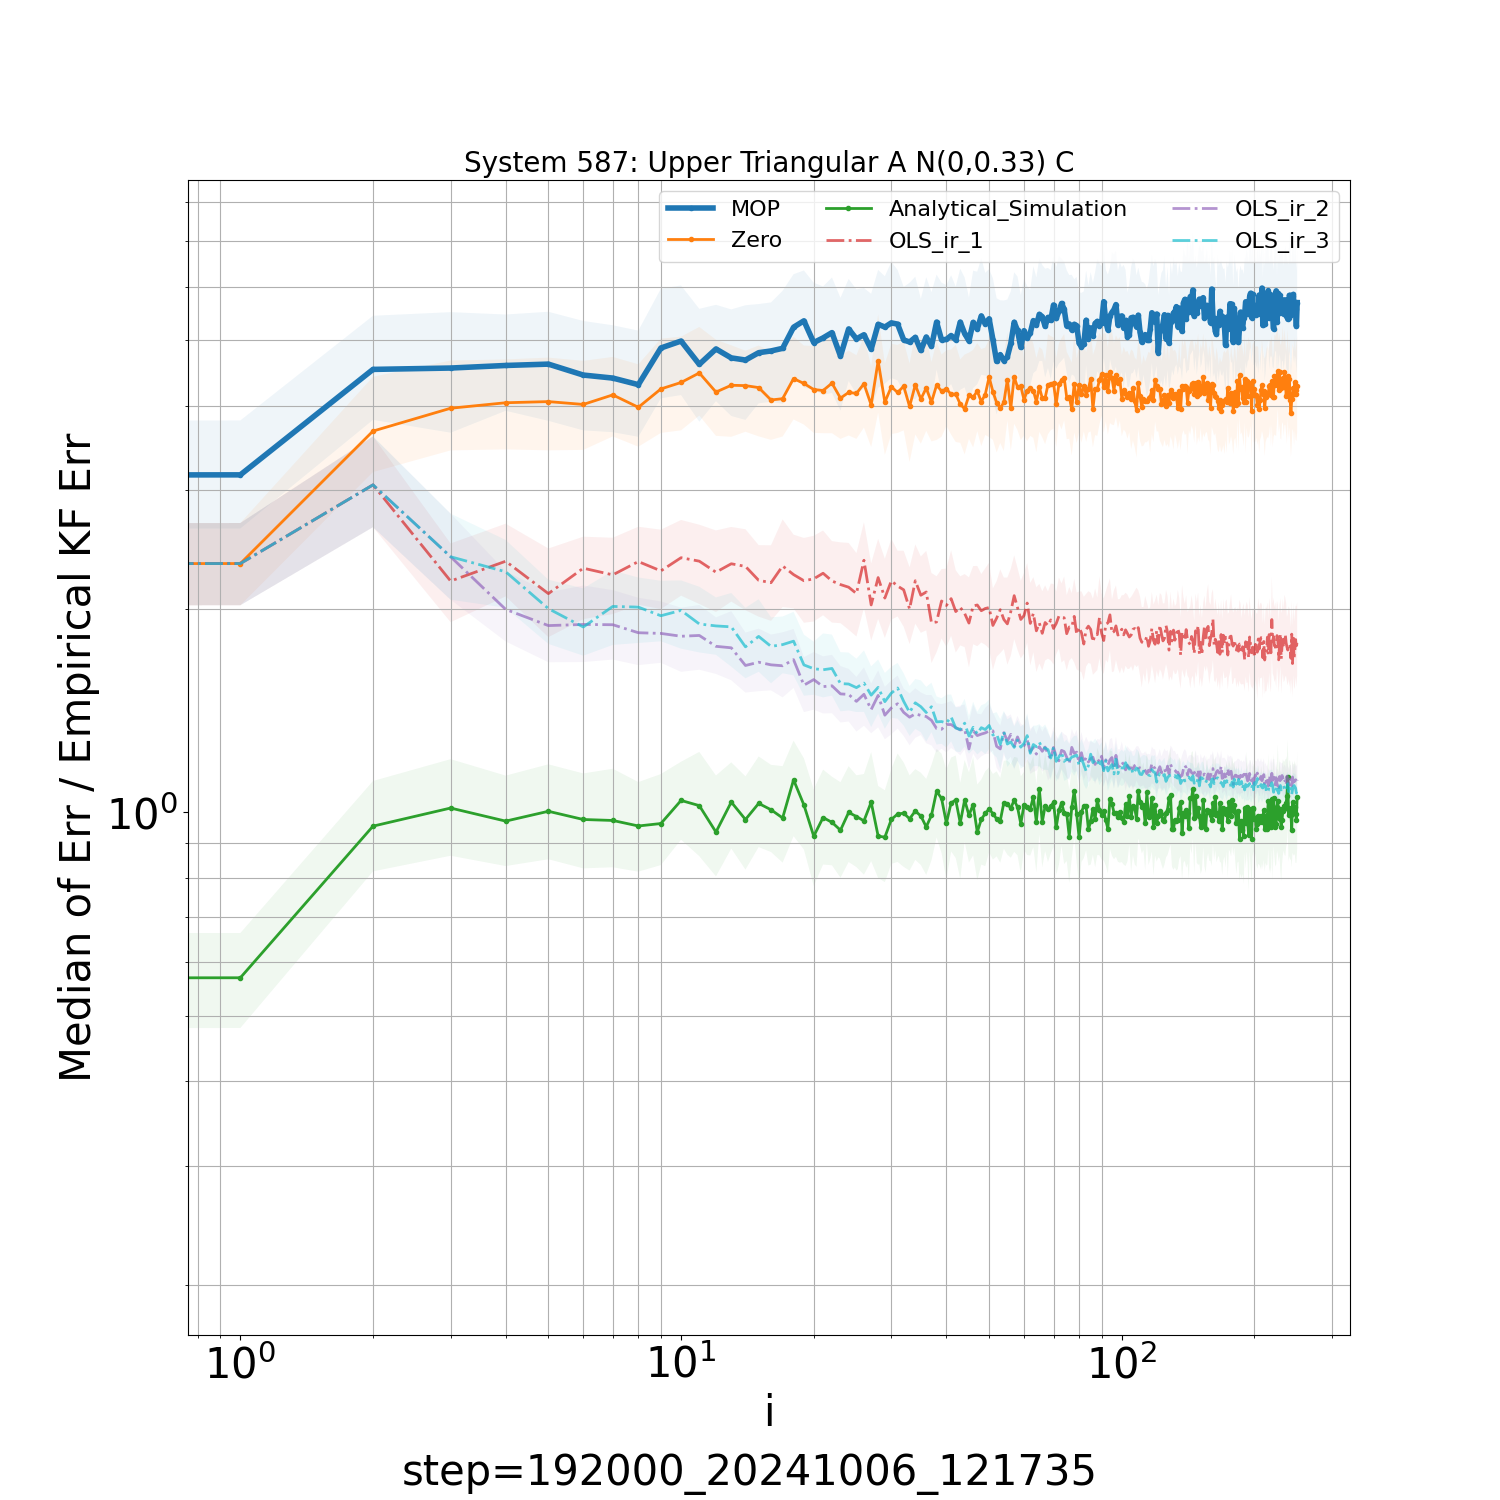 System 587: Upper Triangular A N(0,0.33) C
MOP
Zero
Analytical_Simulation
OLS_ir_1
OLS_ir_2
OLS_ir_3
Median of Err / Empirical KF Err
10⁰
10⁰ 10¹ 10²
i
step=192000_20241006_121735